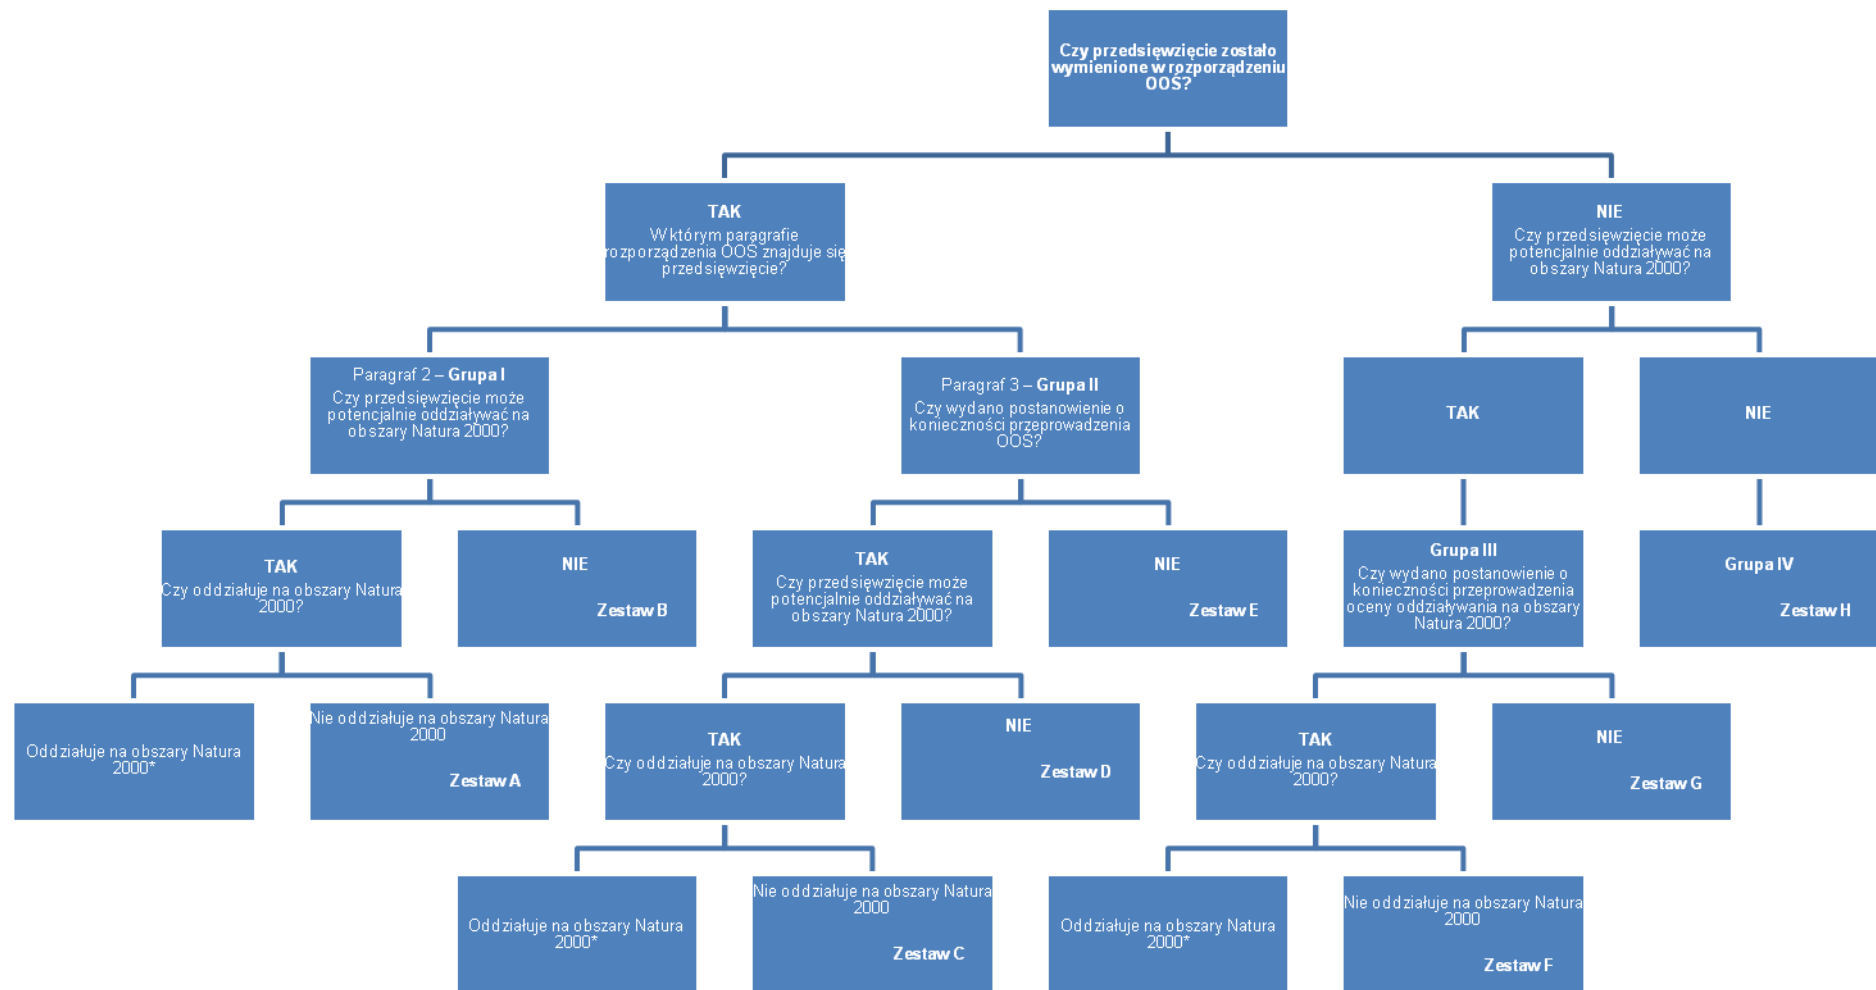 Czy przedsięwzięcie zostało
wymienione w rozporządzeniu
OOŚ?
TAK
W którym paragrafie
rozporządzenia OOŚ znajduje się
przedsięwzięcie?
NIE
Czy przedsięwzięcie może
potencjalnie oddziaływać na
obszary Natura 2000?
Paragraf 2 – Grupa I
Czy przedsięwzięcie może
potencjalnie oddziaływać na
obszary Natura 2000?
Paragraf 3 – Grupa II
Czy wydano postanowienie o
konieczności przeprowadzenia
OOŚ?
TAK
NIE
TAK
Czy oddziałuje na obszary Natura
2000?
NIE
Zestaw B
TAK
Czy przedsięwzięcie może
potencjalnie oddziaływać na
obszary Natura 2000?
NIE
Zestaw E
Grupa III
Czy wydano postanowienie o
konieczności przeprowadzenia
oceny oddziaływania na obszary
Natura 2000?
Grupa IV
Zestaw H
Oddziałuje na obszary Natura
2000*
Nie oddziałuje na obszary Natura
2000
Zestaw A
TAK
Czy oddziałuje na obszary Natura
2000?
NIE
Zestaw D
TAK
Czy oddziałuje na obszary Natura
2000?
NIE
Zestaw G
Oddziałuje na obszary Natura
2000*
Nie oddziałuje na obszary Natura
2000
Zestaw C
Oddziałuje na obszary Natura
2000*
Nie oddziałuje na obszary Natura
2000
Zestaw F